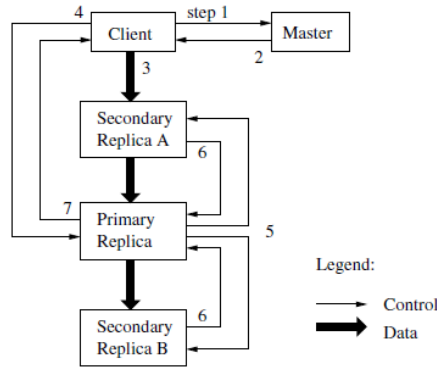 4
Client
step 1
Master
2
3
Secondary
Replica A
6
7
Primary
Replica
5
Legend:
Control
6
Secondary
Replica B
Data